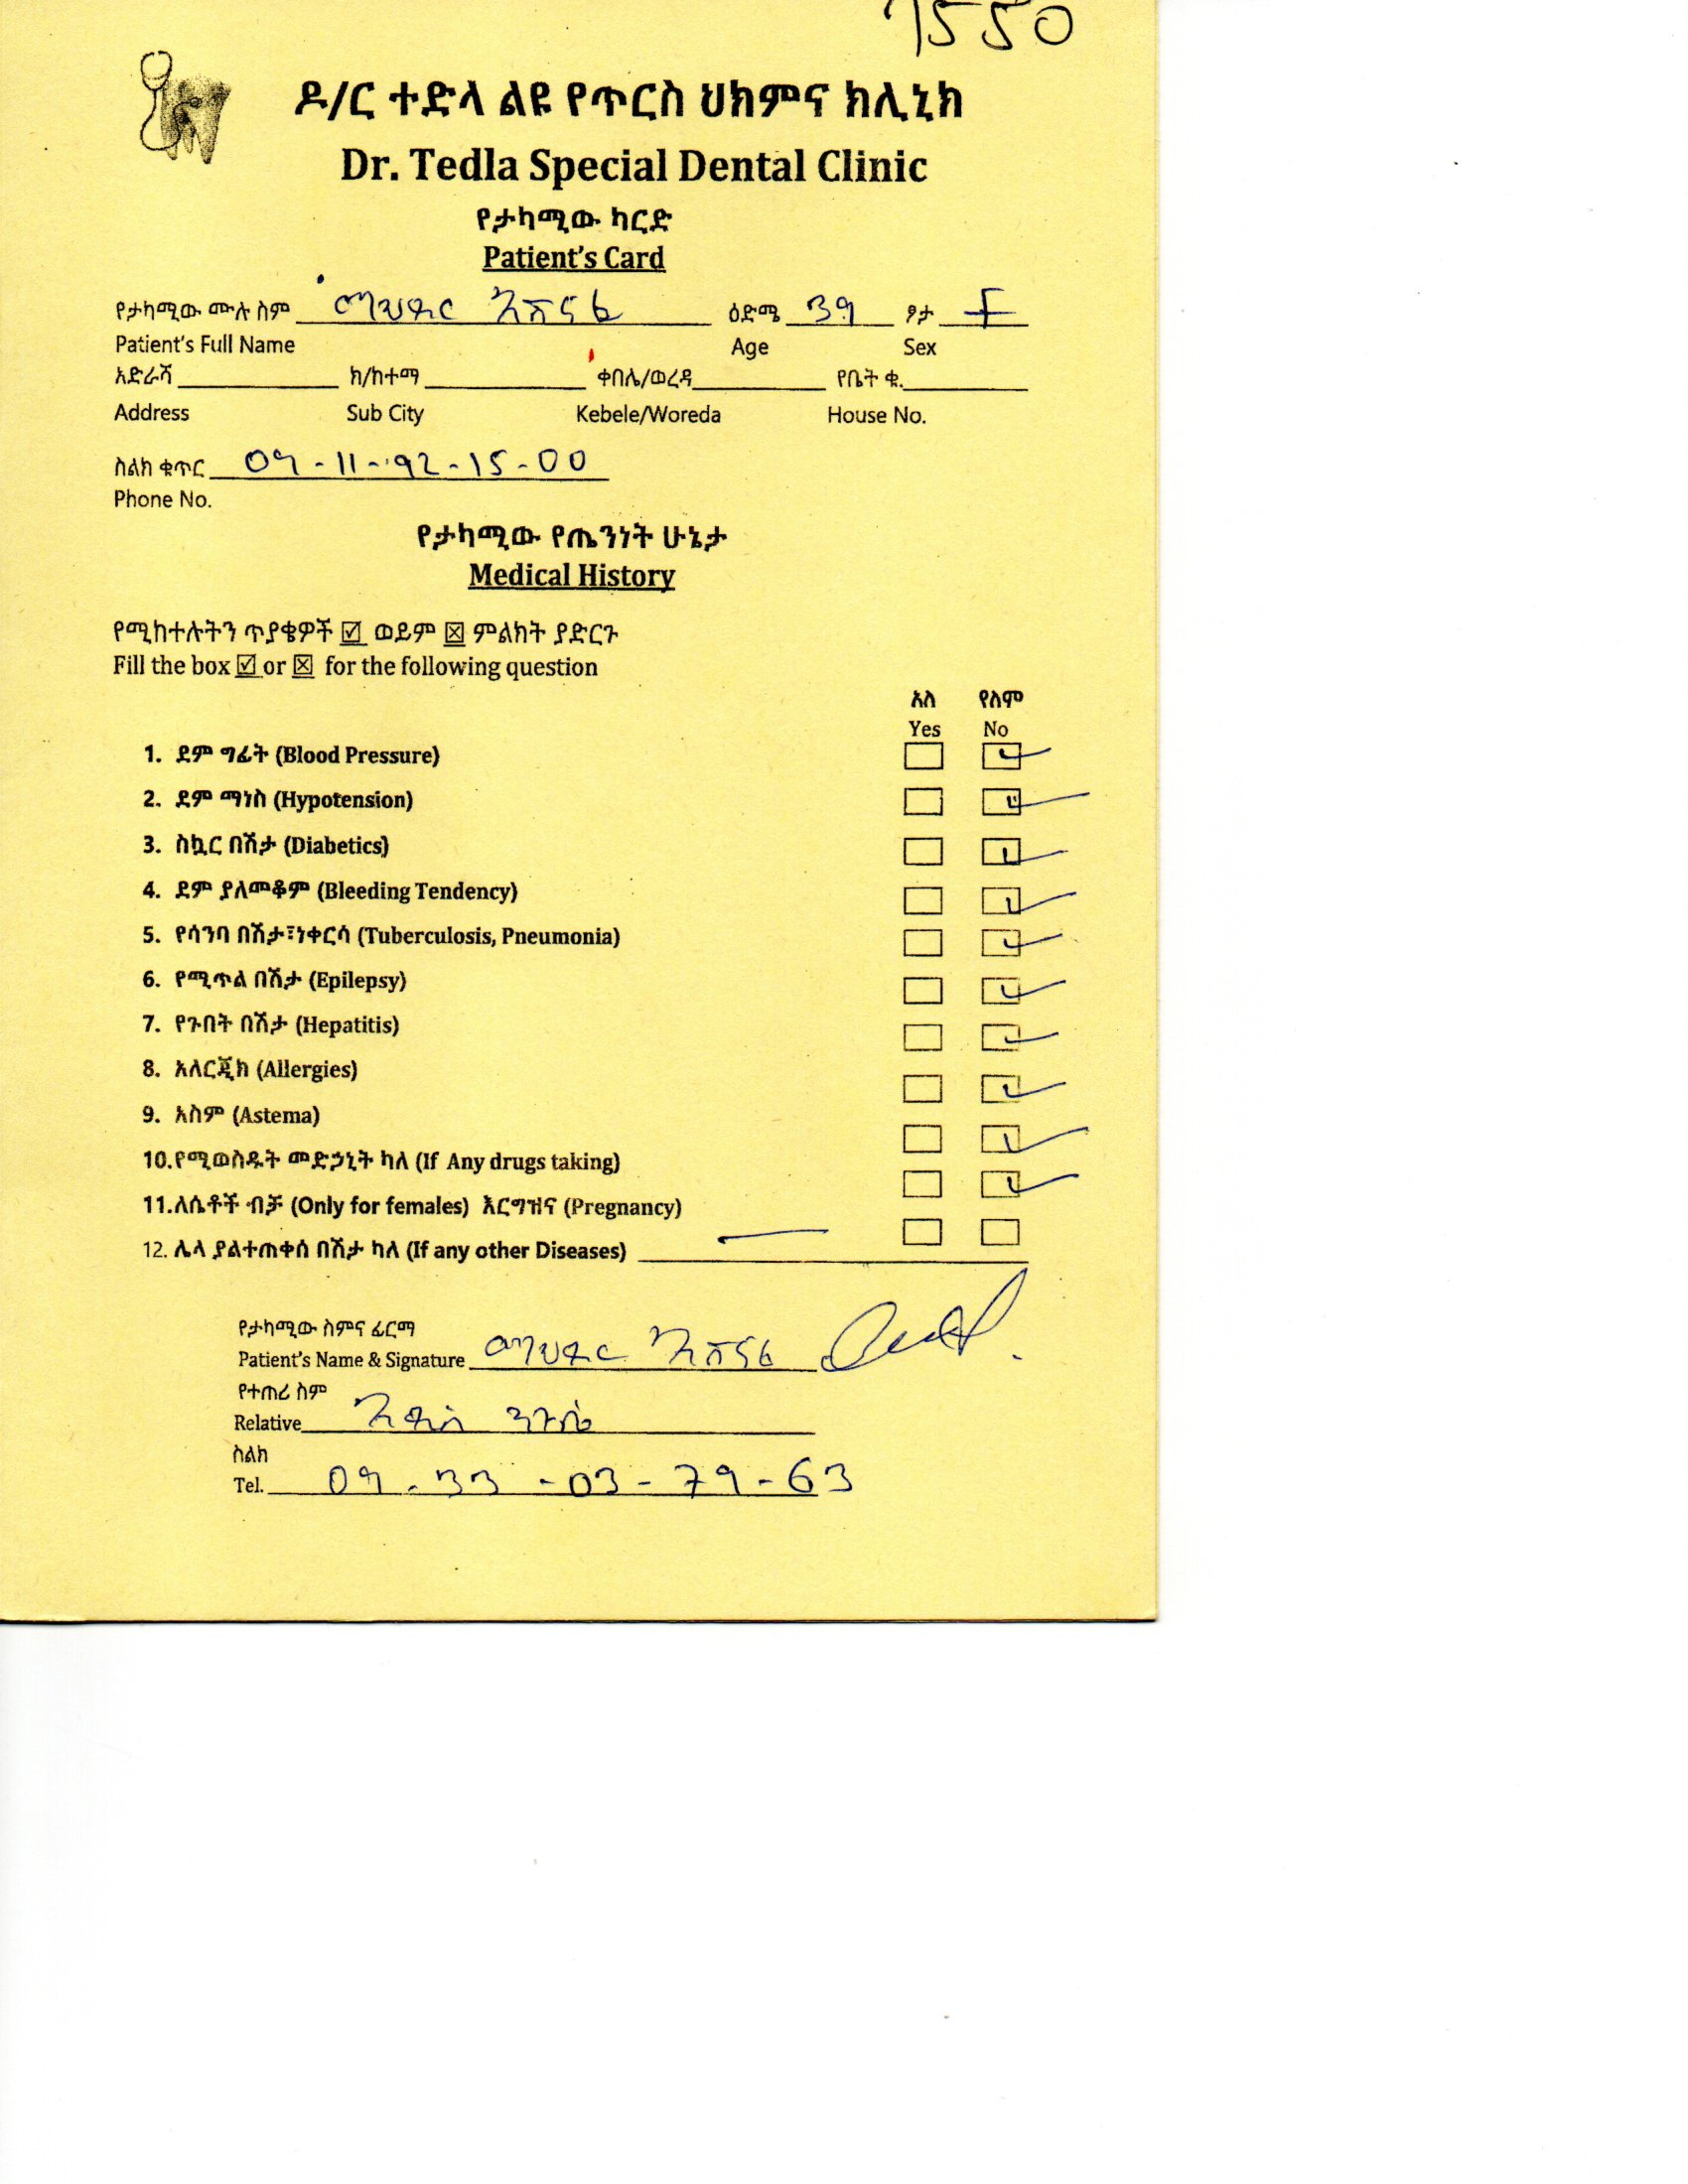 7550
ዶ/ር ተድላ ልዩ የጥርስ ህክምና ክሊኒክ
Dr. Tedla Special Dental Clinic
የታካሚው ካርድ
Patient's Card
የታካሚው ሙሉ ስም ማህደር አሸናፊ ዕድሜ 39 ፆታ F
Patient's Full Name Age Sex
አድራሻ ክ/ከተማ ቀበሌ/ወረዳ የቤት ቁ.
Address Sub City Kebele/Woreda House No.
ስልክ ቁጥር 09-11-92-15-00
Phone No.
የታካሚው የጤንነት ሁኔታ
Medical History
የሚከተሉትን ጥያቄዎች ☑ ወይም ☒ ምልክት ያድርጉ
Fill the box ☑ or ☒ for the following question
አለ የለም
Yes No
1. ደም ግፊት (Blood Pressure)
2. ደም ማነስ (Hypotension)
3. ስኳር በሽታ (Diabetics)
4. ደም ያለመቆም (Bleeding Tendency)
5. የሳንባ በሽታ፣ነቀርሳ (Tuberculosis, Pneumonia)
6. የሚጥል በሽታ (Epilepsy)
7. የጉበት በሽታ (Hepatitis)
8. አለርጂክ (Allergies)
9. አስም (Astema)
10.የሚወስዱት መድኃኒት ካለ (If Any drugs taking)
11.ለሴቶች ብቻ (Only for females) እርግዝና (Pregnancy)
12. ሌላ ያልተጠቀሰ በሽታ ካለ (If any other Diseases)
የታካሚው ስምና ፊርማ
Patient's Name & Signature ማህደር አሸናፊ
የተጠሪ ስም
Relative አዲስ ንጉሴ
ስልክ
Tel. 09-33-03-79-63